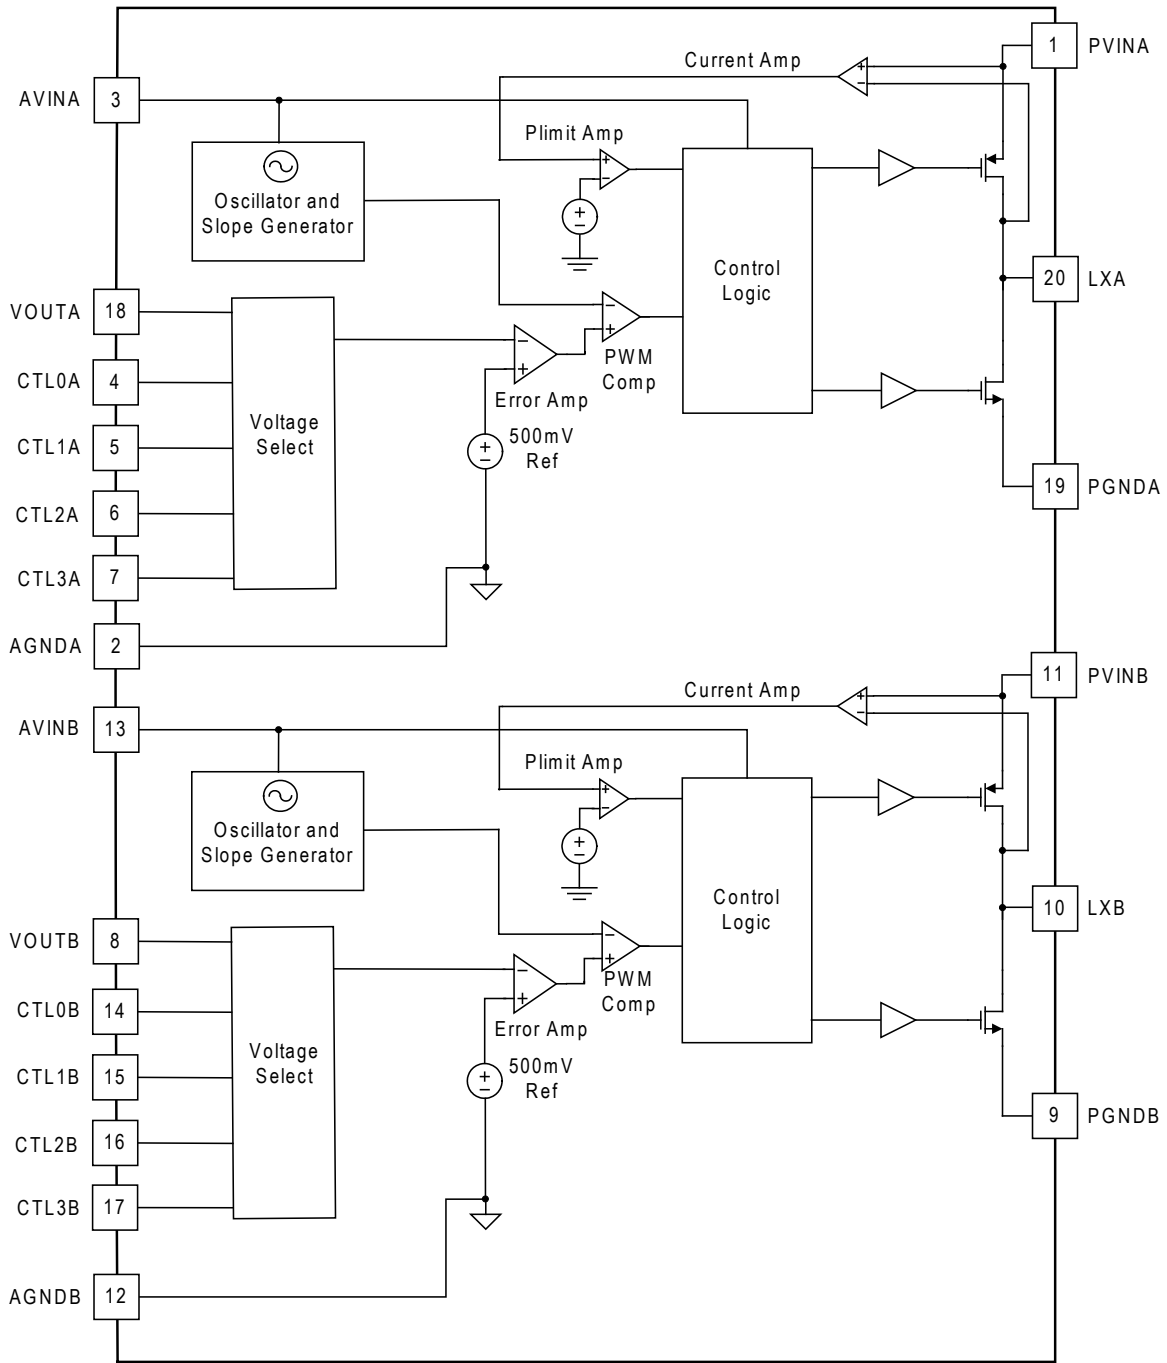 1
PVINA
Current Amp
+
−
AVINA
3
Plimit Amp
+
−
Oscillator and
Slope Generator
+
−
Control
Logic
20
LXA
VOUTA
18
−
+
PWM
Comp
−
+
Error Amp
CTL0A
4
Voltage
Select
500mV
Ref
+
−
CTL1A
5
19
PGNDA
CTL2A
6
CTL3A
7
AGNDA
2
11
PVINB
Current Amp
+
−
AVINB
13
Plimit Amp
+
−
Oscillator and
Slope Generator
+
−
Control
Logic
10
LXB
VOUTB
8
−
+
PWM
Comp
−
+
Error Amp
CTL0B
14
Voltage
Select
500mV
Ref
+
−
CTL1B
15
9
PGNDB
CTL2B
16
CTL3B
17
AGNDB
12